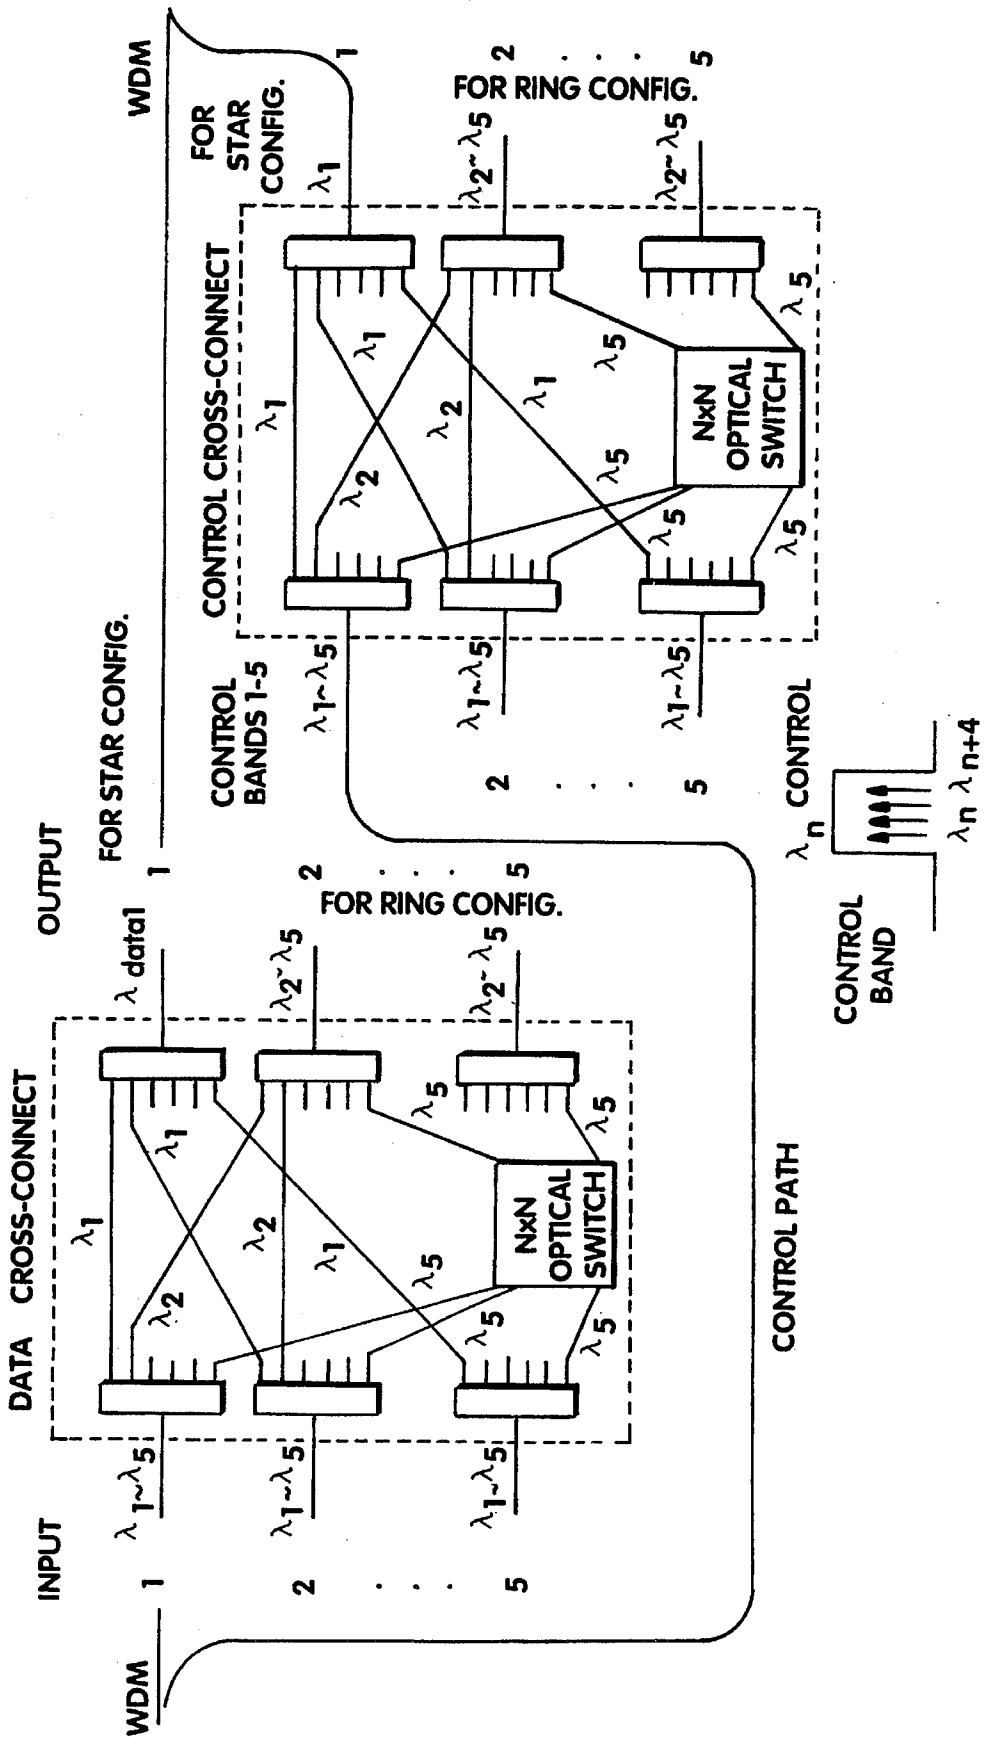 INPUT
OUTPUT
WDM
1
2
5
DATA CROSS-CONNECT
λ1~λ5
λ1~λ5
λ1~λ5
λ1
λ2
λ1
λ2
λ1
λ5
λ5
λ5
λ5
λ5
NxN
OPTICAL
SWITCH
λ data1
λ2~λ5
λ2~λ5
FOR STAR CONFIG.
1
2
5
FOR RING CONFIG.
CONTROL PATH
CONTROL
BANDS 1-5
CONTROL CROSS-CONNECT
λ1~λ5
λ1~λ5
λ1~λ5
2
5
λ1
λ2
λ1
λ2
λ1
λ5
λ5
λ5
λ5
λ5
NxN
OPTICAL
SWITCH
λ1
λ2~λ5
λ2~λ5
FOR
STAR
CONFIG.
WDM
1
2
5
FOR RING CONFIG.
CONTROL
BAND
λn
CONTROL
λn λn+4